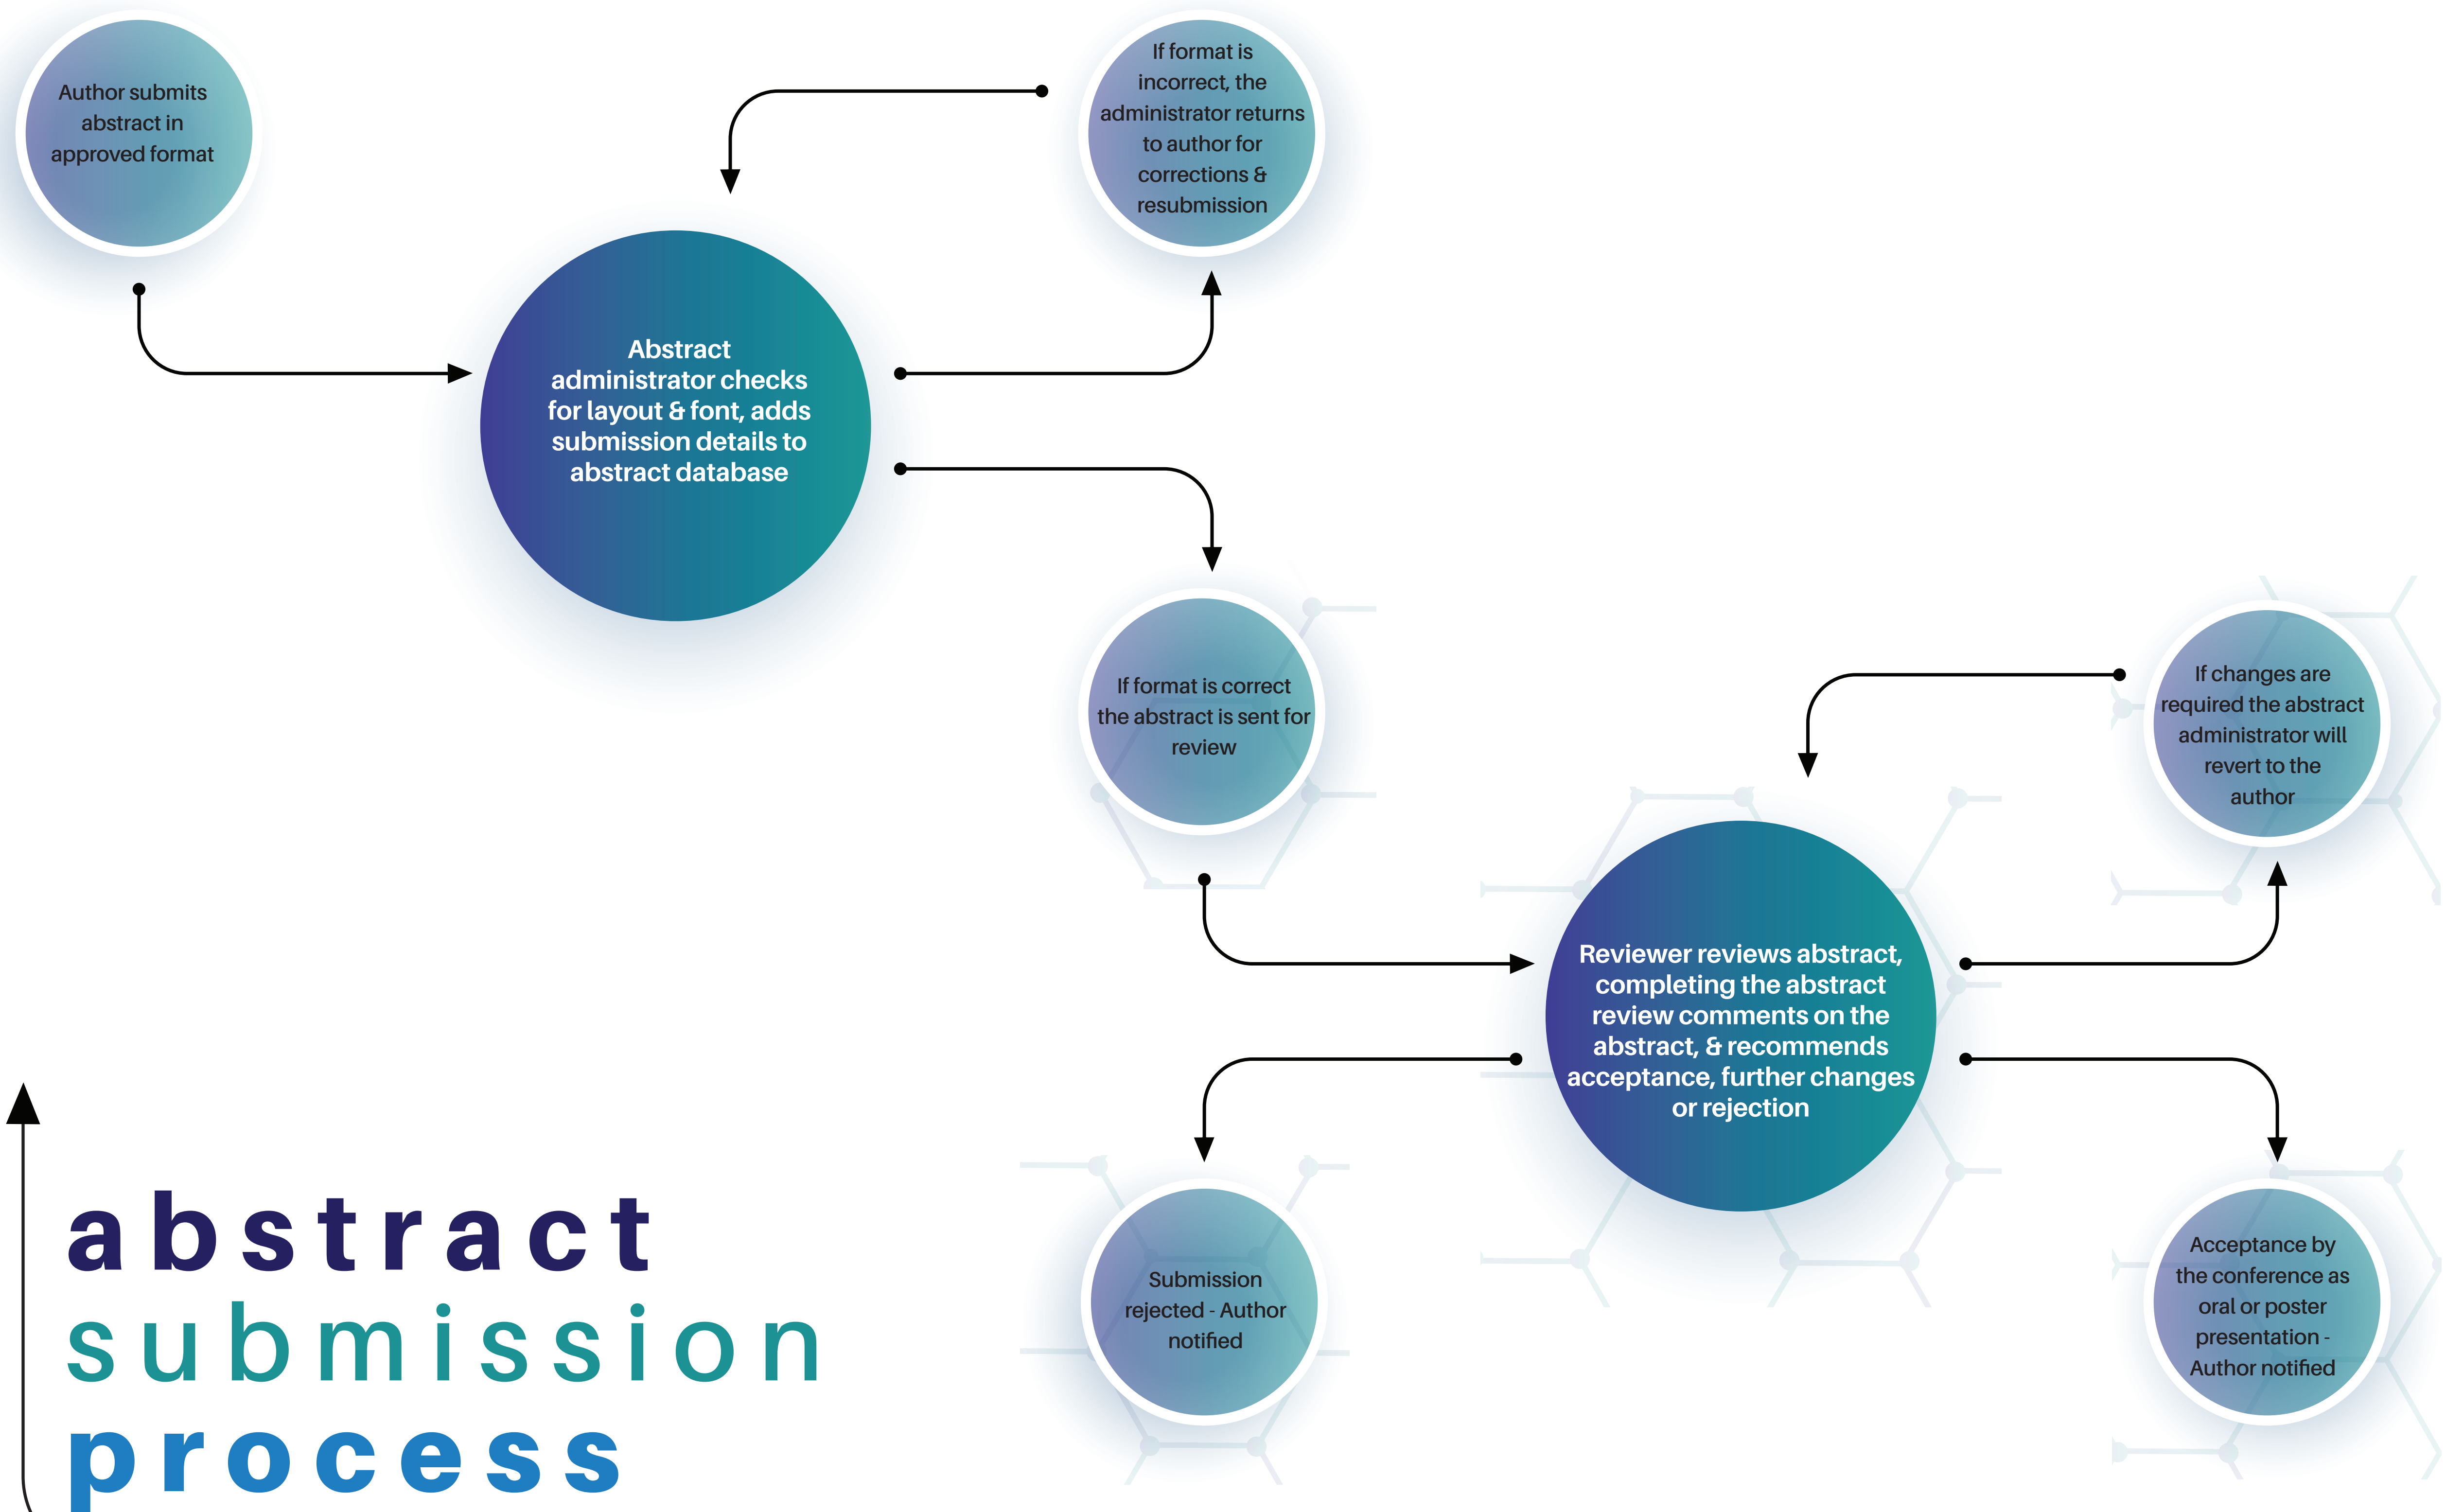 Author submits
abstract in
approved format
If format is
incorrect, the
administrator returns
to author for
corrections &
resubmission
Abstract
administrator checks
for layout & font, adds
submission details to
abstract database
If format is correct
the abstract is sent for
review
If changes are
required the abstract
administrator will
revert to the
author
Reviewer reviews abstract,
completing the abstract
review comments on the
abstract, & recommends
acceptance, further changes
or rejection
Submission
rejected - Author
notified
Acceptance by
the conference as
oral or poster
presentation -
Author notified
abstract
submission
process